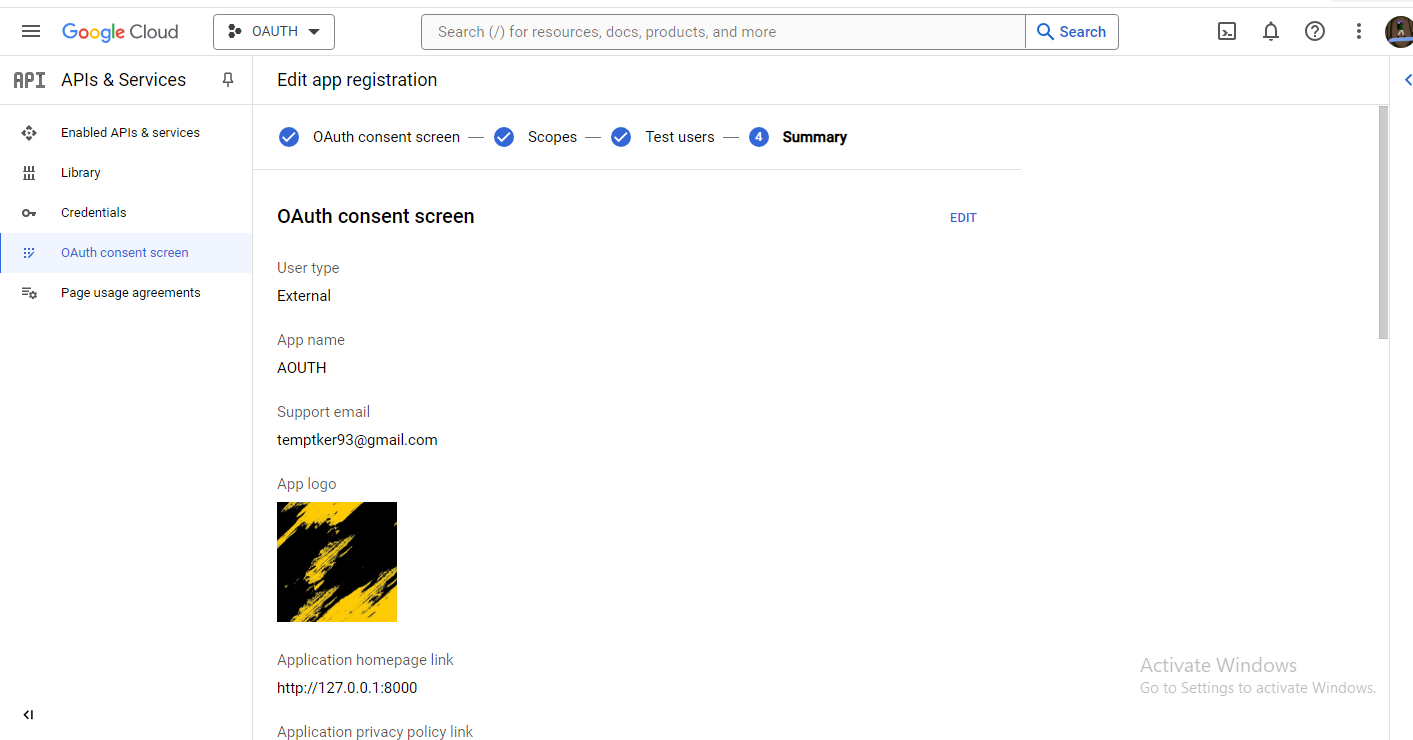 Google Cloud
OAUTH
Search (/) for resources, docs, products, and more
Search
API
APIs & Services
Edit app registration
Enabled APIs & services
Library
Credentials
OAuth consent screen
Page usage agreements
OAuth consent screen — Scopes — Test users — 4 Summary
OAuth consent screen
EDIT
User type
External
App name
AOUTH
Support email
temptker93@gmail.com
App logo
Application homepage link
http://127.0.0.1:8000
Application privacy policy link
Activate Windows
Go to Settings to activate Windows.